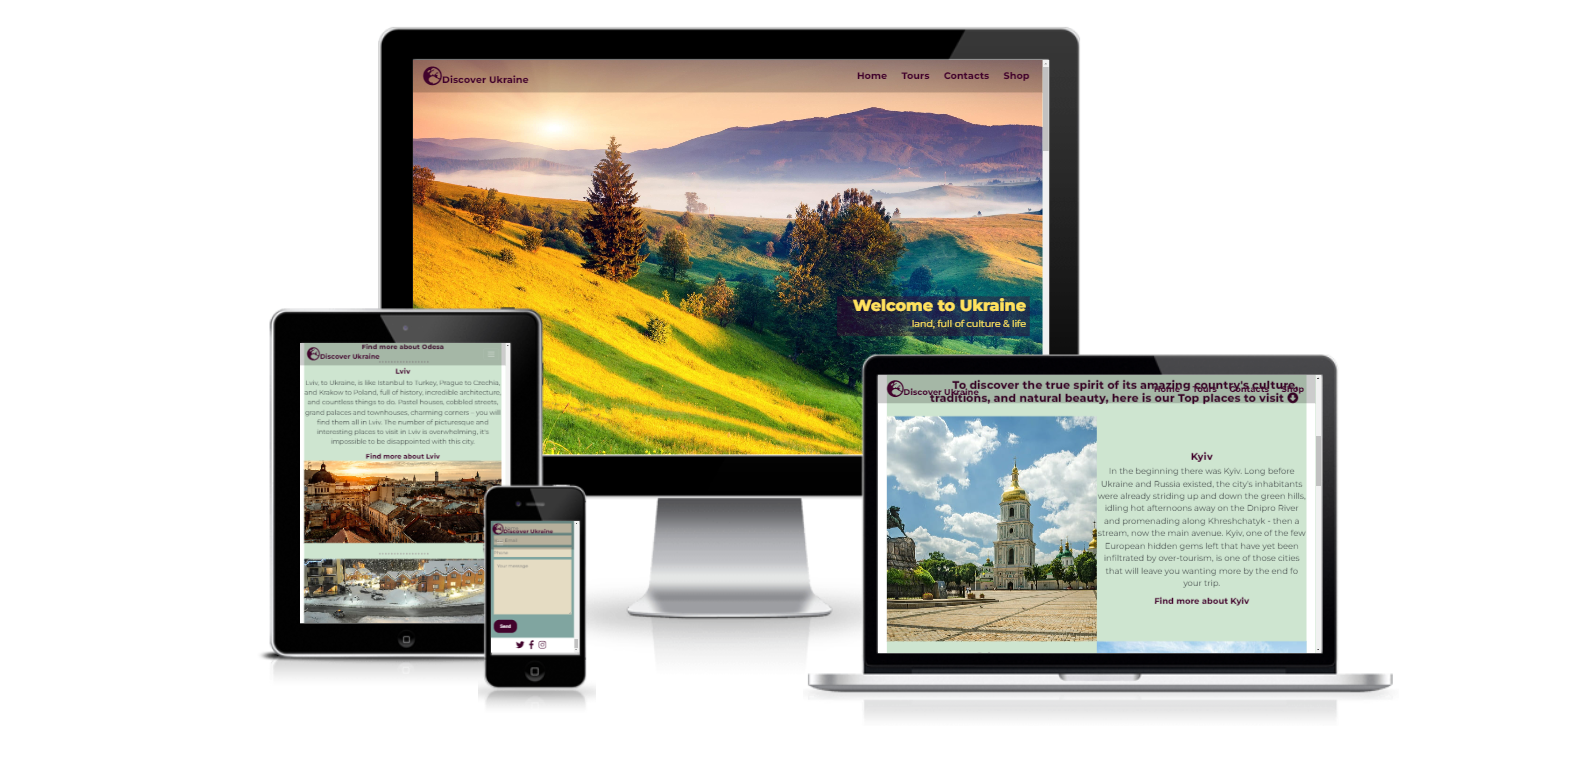 Discover Ukraine
Home Tours Contacts Shop
Welcome to Ukraine
land, full of culture & life
Find more about Odesa
Discover Ukraine
Lviv
Lviv, to Ukraine, is like Istanbul to Turkey, Prague to Czechia,
and Krakow to Poland, full of history, incredible architecture,
and countless things to do. Pastel houses, cobbled streets,
grand palaces and townhouses, charming corners - you will
find them all in Lviv. The number of picturesque and
interesting places to visit in Lviv is overwhelming, it's
impossible to be disappointed with this city.
Find more about Lviv
Discover Ukraine
Phone
Your message
Send
To discover the true spirit of its amazing country's culture,
Discover Ukraine
Home Tours Contacts Shop
traditions, and natural beauty, here is our Top places to visit
Kyiv
In the beginning there was Kyiv. Long before
Ukraine and Russia existed, the city's inhabitants
were already striding up and down the green hills,
idling hot afternoons away on the Dnipro River
and promenading along Khreshchatyk - then a
stream, now the main avenue. Kyiv, one of the few
European hidden gems left that have yet been
infiltrated by over-tourism, is one of those cities
that will leave you wanting more by the end fo
your trip.
Find more about Kyiv